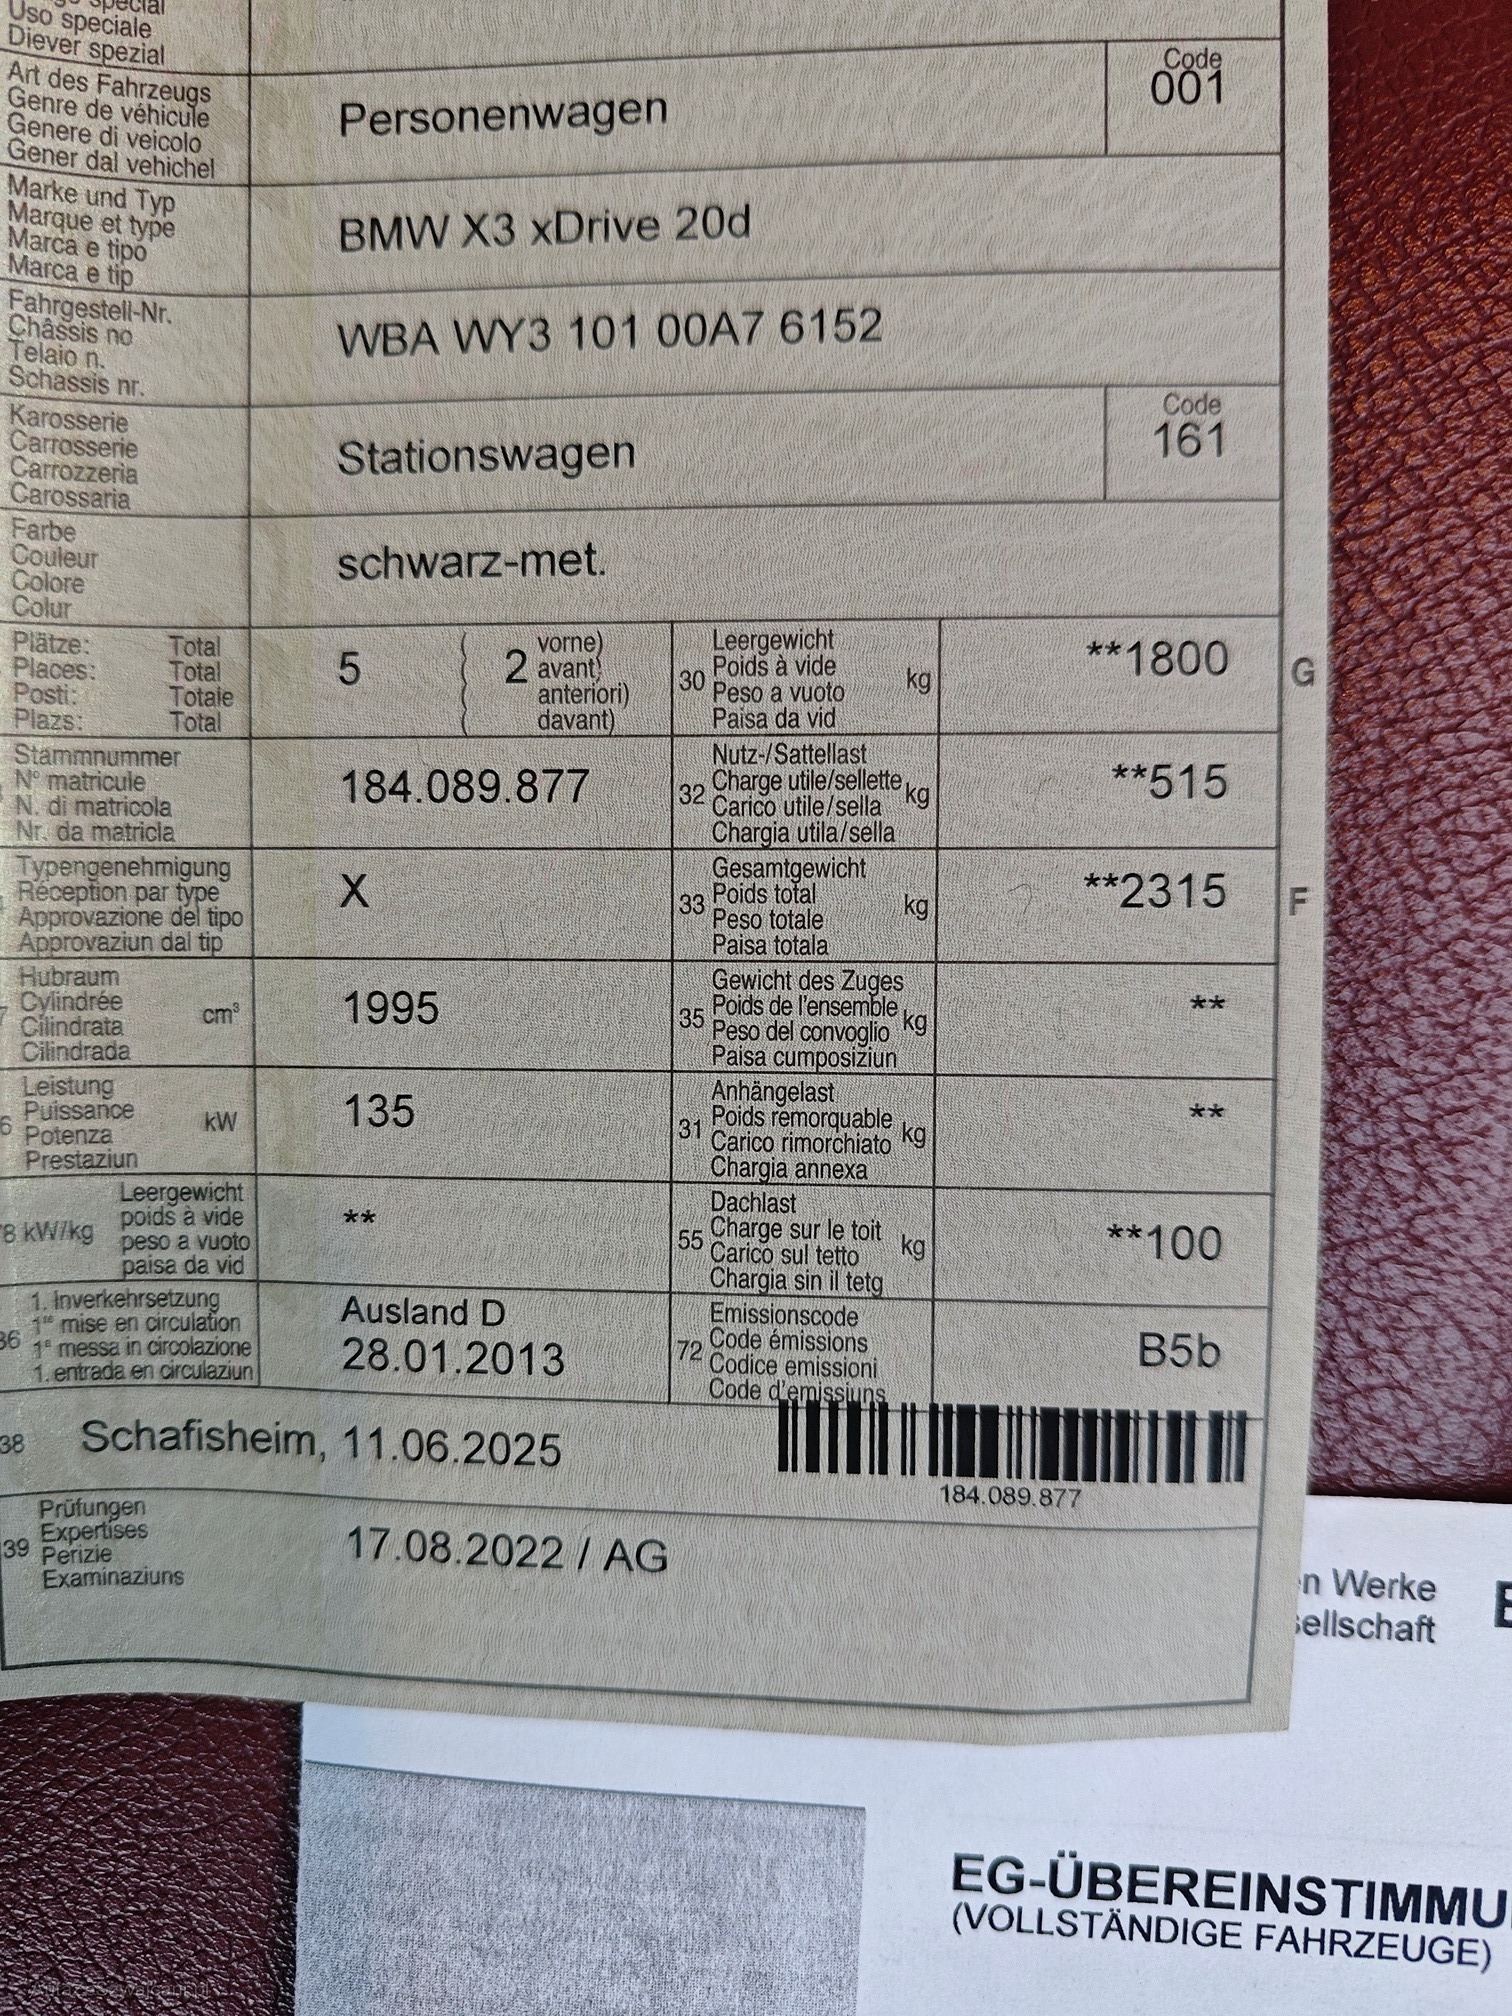 Uso speciale
Diever spezial
Art des Fahrzeugs
Genre de véhicule
Genere di veicolo
Gener dal vehichel
Personenwagen
Code
001
Marke und Typ
Marque et type
Marca e tipo
Marca e tip
BMW X3 xDrive 20d
Fahrgestell-Nr.
Châssis no
Telaio n.
Schassis nr.
WBA WY3 101 00A7 6152
Karosserie
Carrosserie
Carrozzeria
Carossaria
Stationswagen
Code
161
Farbe
Couleur
Colore
Colur
schwarz-met.
Plätze: Total
Places: Total
Posti: Totale
Plazs: Total
5
2
vorne)
avant)
anteriori)
davant)
30
Leergewicht
Poids à vide
Peso a vuoto
Paisa da vid
kg
**1800
G
Stammnummer
N° matricule
N. di matricola
Nr. da matricla
184.089.877
32
Nutz-/Sattellast
Charge utile/sellette
Carico utile/sella
Chargia utila/sella
kg
**515
Typengenehmigung
Réception par type
Approvazione del tipo
Approvaziun dal tip
X
33
Gesamtgewicht
Poids total
Peso totale
Paisa totala
kg
**2315
F
Hubraum
Cylindrée
Cilindrata
Cilindrada
cm³
1995
35
Gewicht des Zuges
Poids de l'ensemble
Peso del convoglio
Paisa cumposiziun
kg
**
Leistung
Puissance
Potenza
Prestaziun
kW
135
31
Anhängelast
Poids remorquable
Carico rimorchiato
Chargia annexa
kg
**
8 kW/kg
Leergewicht
poids à vide
peso a vuoto
paisa da vid
**
55
Dachlast
Charge sur le toit
Carico sul tetto
Chargia sin il tetg
kg
**100
36
1. Inverkehrsetzung
1re mise en circulation
1a messa in circolazione
1. entrada en circulaziun
Ausland D
28.01.2013
72
Emissionscode
Code émissions
Codice emissioni
Code d'emissiuns
B5b
38
Schafisheim, 11.06.2025
184.089.877
39
Prüfungen
Expertises
Perizie
Examinaziuns
17.08.2022 / AG
n Werke
sellschaft
EG-ÜBEREINSTIMMU
(VOLLSTÄNDIGE FAHRZEUGE)